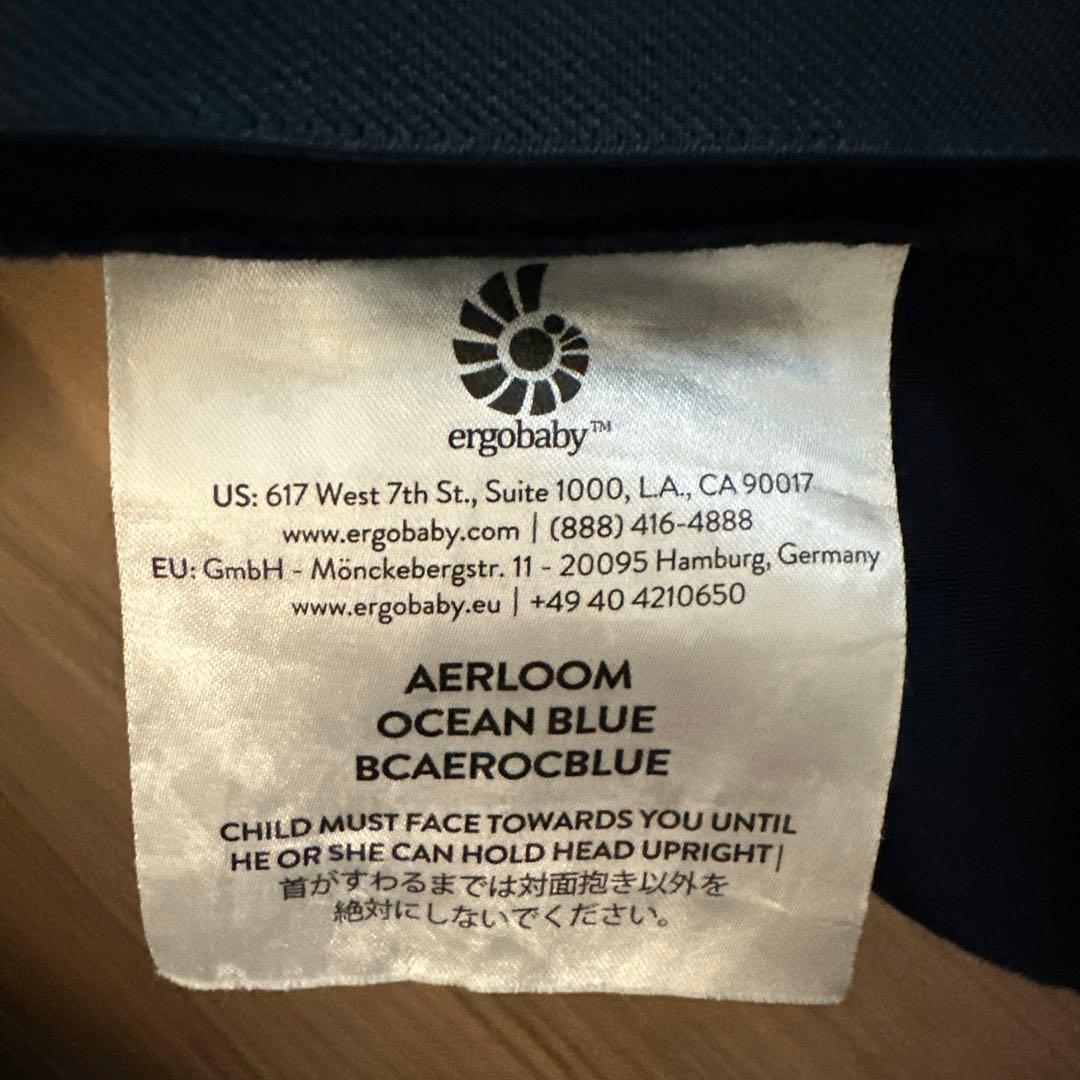 ergobaby™
US: 617 West 7th St., Suite 1000, L.A., CA 90017
www.ergobaby.com | (888) 416-4888
EU: GmbH - Mönckebergstr. 11 - 20095 Hamburg, Germany
www.ergobaby.eu | +49 40 4210650
AERLOOM
OCEAN BLUE
BCAEROCBLUE
CHILD MUST FACE TOWARDS YOU UNTIL
HE OR SHE CAN HOLD HEAD UPRIGHT |
首がすわるまでは対面抱き以外を
絶対にしないでください。